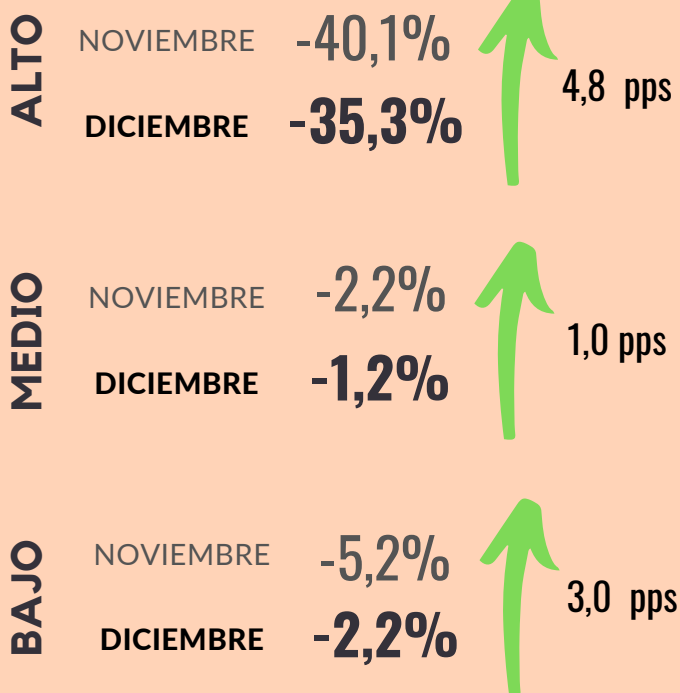 ALTO
NOVIEMBRE -40,1%
4,8 pps
DICIEMBRE -35,3%
MEDIO
NOVIEMBRE -2,2%
1,0 pps
DICIEMBRE -1,2%
BAJO
NOVIEMBRE -5,2%
3,0 pps
DICIEMBRE -2,2%